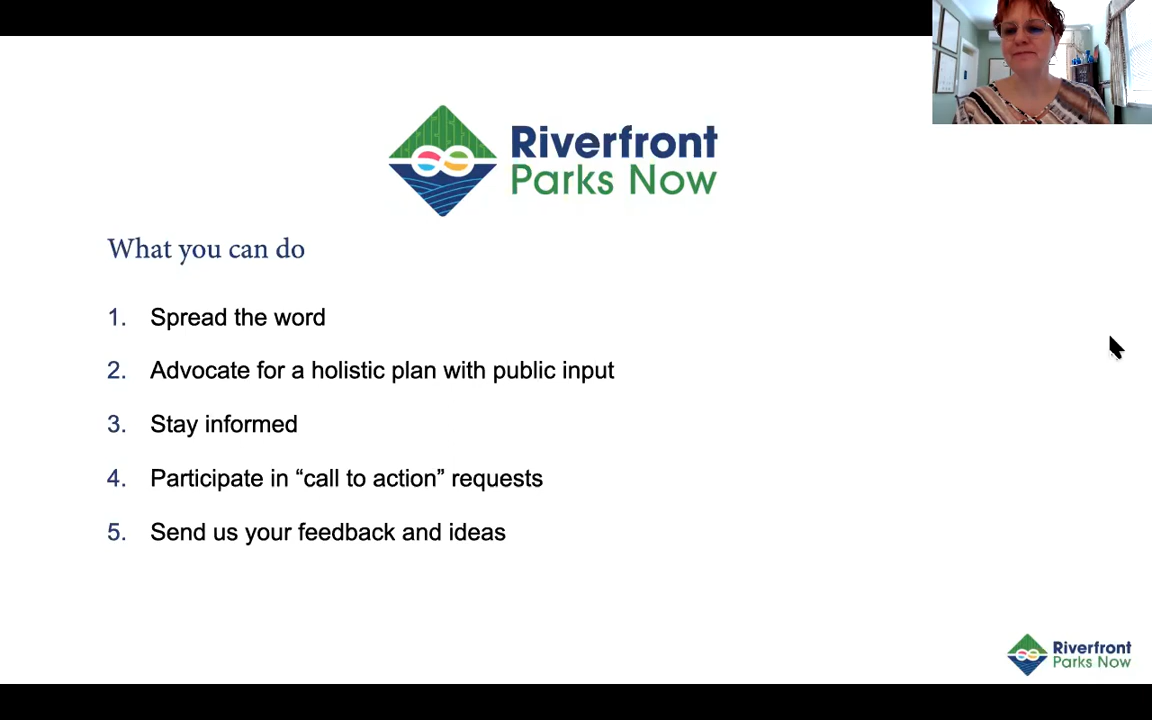 Riverfront
Parks Now
What you can do
1. Spread the word
2. Advocate for a holistic plan with public input
3. Stay informed
4. Participate in “call to action” requests
5. Send us your feedback and ideas
Riverfront
Parks Now